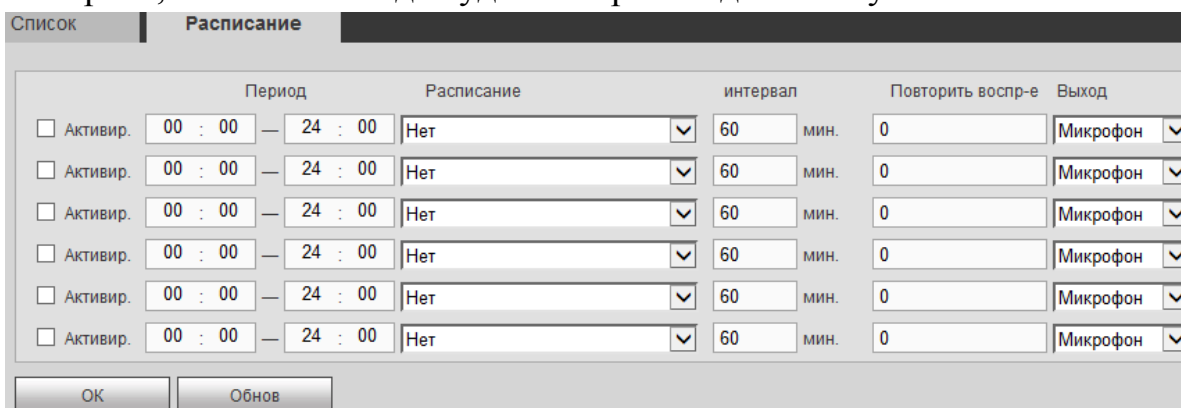 Список Расписание
Период Расписание интервал Повторить воспр-е Выход
Активир. 00 : 00 — 24 : 00 Нет 60 мин. 0 Микрофон
Активир. 00 : 00 — 24 : 00 Нет 60 мин. 0 Микрофон
Активир. 00 : 00 — 24 : 00 Нет 60 мин. 0 Микрофон
Активир. 00 : 00 — 24 : 00 Нет 60 мин. 0 Микрофон
Активир. 00 : 00 — 24 : 00 Нет 60 мин. 0 Микрофон
Активир. 00 : 00 — 24 : 00 Нет 60 мин. 0 Микрофон
ОК Обнов